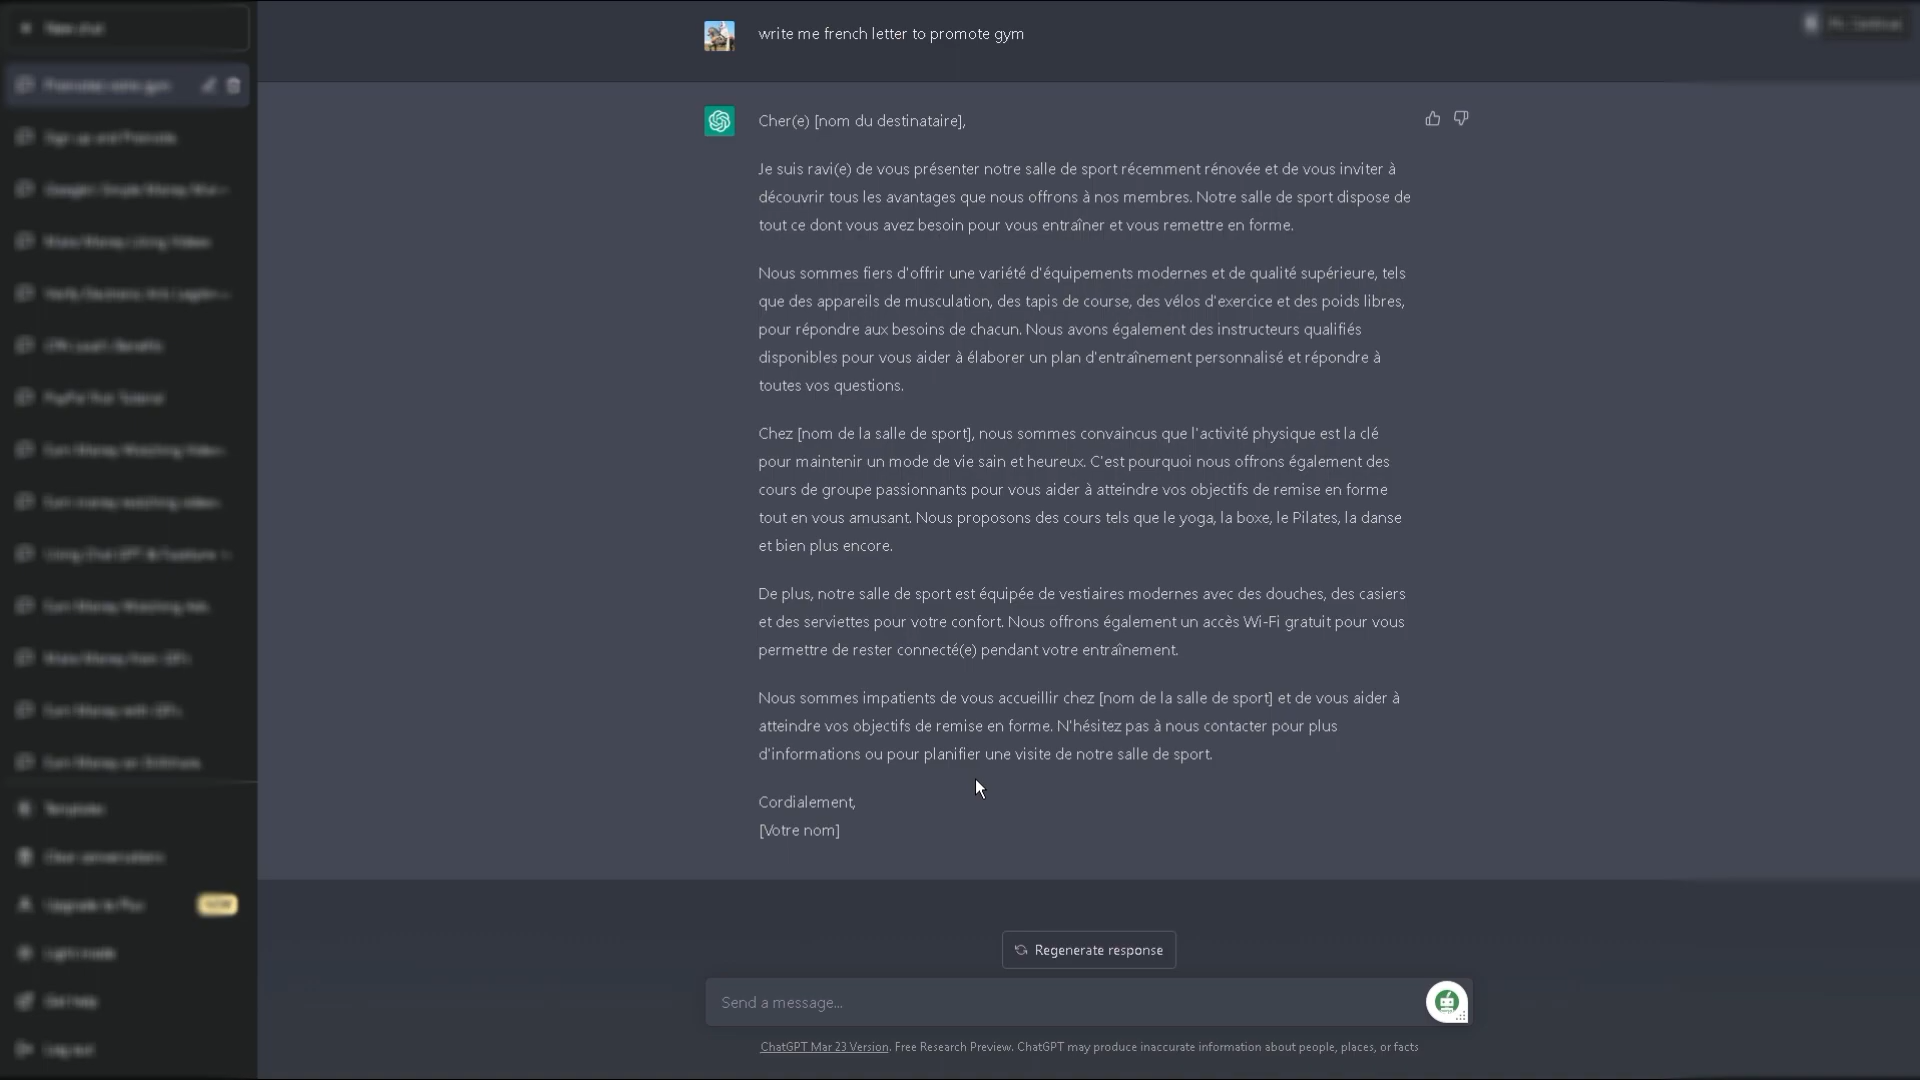 New chat
write me french letter to promote gym
Cher(e) [nom du destinataire],
Je suis ravi(e) de vous présenter notre salle de sport récemment rénovée et de vous inviter à
découvrir tous les avantages que nous offrons à nos membres. Notre salle de sport dispose de
tout ce dont vous avez besoin pour vous entraîner et vous remettre en forme.
Nous sommes fiers d'offrir une variété d'équipements modernes et de qualité supérieure, tels
que des appareils de musculation, des tapis de course, des vélos d'exercice et des poids libres,
pour répondre aux besoins de chacun. Nous avons également des instructeurs qualifiés
disponibles pour vous aider à élaborer un plan d'entraînement personnalisé et répondre à
toutes vos questions.
Chez [nom de la salle de sport], nous sommes convaincus que l'activité physique est la clé
pour maintenir un mode de vie sain et heureux. C'est pourquoi nous offrons également des
cours de groupe passionnants pour vous aider à atteindre vos objectifs de remise en forme
tout en vous amusant. Nous proposons des cours tels que le yoga, la boxe, le Pilates, la danse
et bien plus encore.
De plus, notre salle de sport est équipée de vestiaires modernes avec des douches, des casiers
et des serviettes pour votre confort. Nous offrons également un accès Wi-Fi gratuit pour vous
permettre de rester connecté(e) pendant votre entraînement.
Nous sommes impatients de vous accueillir chez [nom de la salle de sport] et de vous aider à
atteindre vos objectifs de remise en forme. N'hésitez pas à nous contacter pour plus
d'informations ou pour planifier une visite de notre salle de sport.
Cordialement,
[Votre nom]
Templates
Clear conversations
Upgrade to Plus
Light mode
Get help
Log out
Regenerate response
Send a message...
ChatGPT Mar 23 Version. Free Research Preview. ChatGPT may produce inaccurate information about people, places, or facts